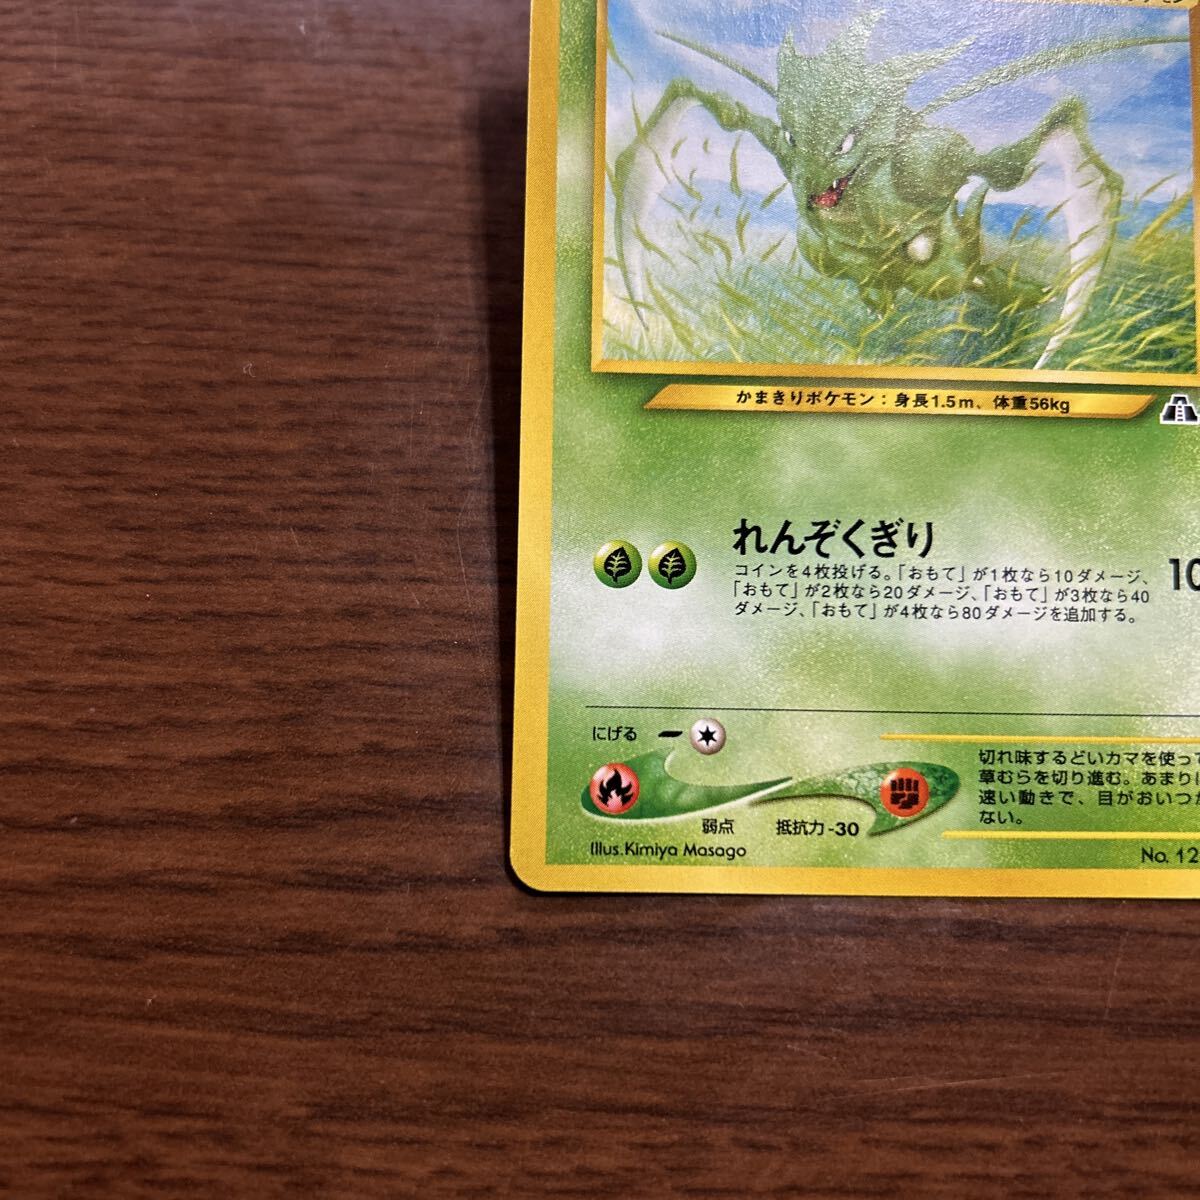 かまきりポケモン：身長1.5m、体重56kg
れんぞくぎり
10
コインを4枚投げる。「おもて」が1枚なら10ダメージ、
「おもて」が2枚なら20ダメージ、「おもて」が3枚なら40
ダメージ、「おもて」が4枚なら80ダメージを追加する。
にげる
弱点
抵抗力-30
切れ味するどいカマを使って
草むらを切り進む。あまりに
速い動きで、目がおいつか
ない。
Illus.Kimiya Masago
No. 12